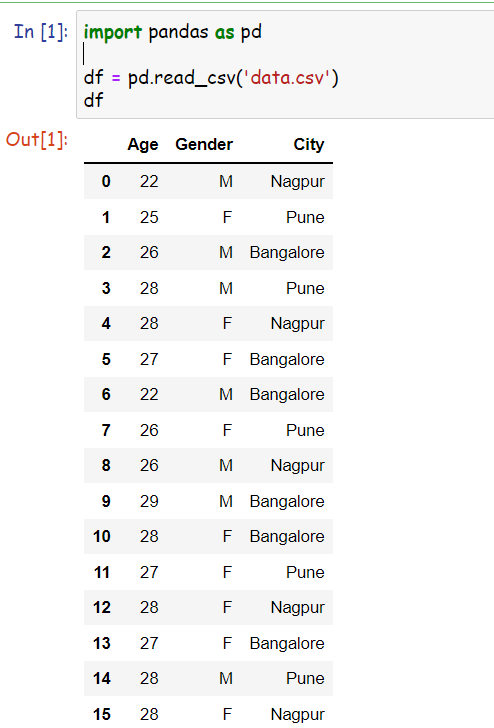 In [1]: import pandas as pd
df = pd.read_csv('data.csv')
df
Out[1]:
Age Gender City
0 22 M Nagpur
1 25 F Pune
2 26 M Bangalore
3 28 M Pune
4 28 F Nagpur
5 27 F Bangalore
6 22 M Bangalore
7 26 F Pune
8 26 M Nagpur
9 29 M Bangalore
10 28 F Bangalore
11 27 F Pune
12 28 F Nagpur
13 27 F Bangalore
14 28 M Pune
15 28 F Nagpur